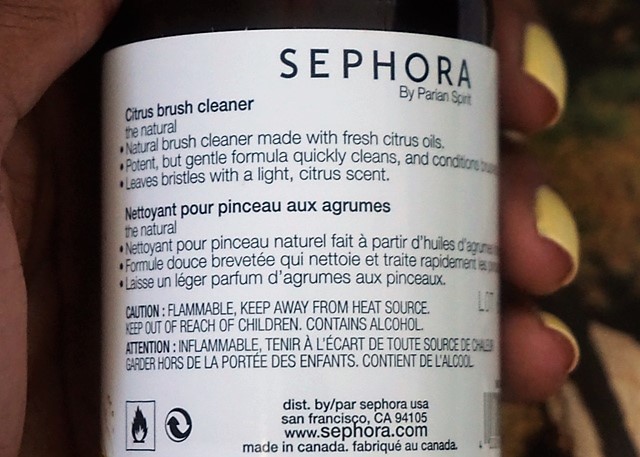 SEPHORA
By Parian Spirit
Citrus brush cleaner
the natural
• Natural brush cleaner made with fresh citrus oils.
• Potent, but gentle formula quickly cleans, and conditions
• Leaves bristles with a light, citrus scent.
Nettoyant pour pinceau aux agrumes
the natural
• Nettoyant pour pinceau naturel fait à partir d'huiles d'agrumes
• Formule douce brevetée qui nettoie et traite rapidement les
• Laisse un léger parfum d'agrumes aux pinceaux.
LOT
CAUTION : FLAMMABLE, KEEP AWAY FROM HEAT SOURCE.
KEEP OUT OF REACH OF CHILDREN. CONTAINS ALCOHOL.
ATTENTION : INFLAMMABLE, TENIR À L'ÉCART DE TOUTE SOURCE DE CHALEUR
GARDER HORS DE LA PORTÉE DES ENFANTS. CONTIENT DE L'ALCOOL.
dist. by/par sephora usa
san francisco, CA 94105
www.sephora.com
made in canada. fabriqué au canada.